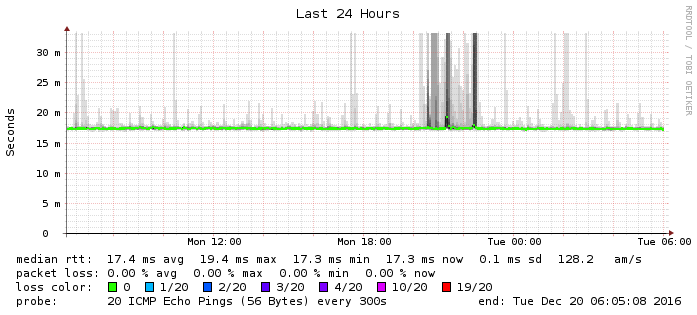 Last 24 Hours
RRDTOOL / TOBI OETIKER
Seconds
30 m
25 m
20 m
15 m
10 m
5 m
0
Mon 12:00 Mon 18:00 Tue 00:00 Tue 06:00
median rtt: 17.4 ms avg 19.4 ms max 17.3 ms min 17.3 ms now 0.1 ms sd 128.2 am/s
packet loss: 0.00 % avg 0.00 % max 0.00 % min 0.00 % now
loss color: 0 1/20 2/20 3/20 4/20 10/20 19/20
probe: 20 ICMP Echo Pings (56 Bytes) every 300s end: Tue Dec 20 06:05:08 2016